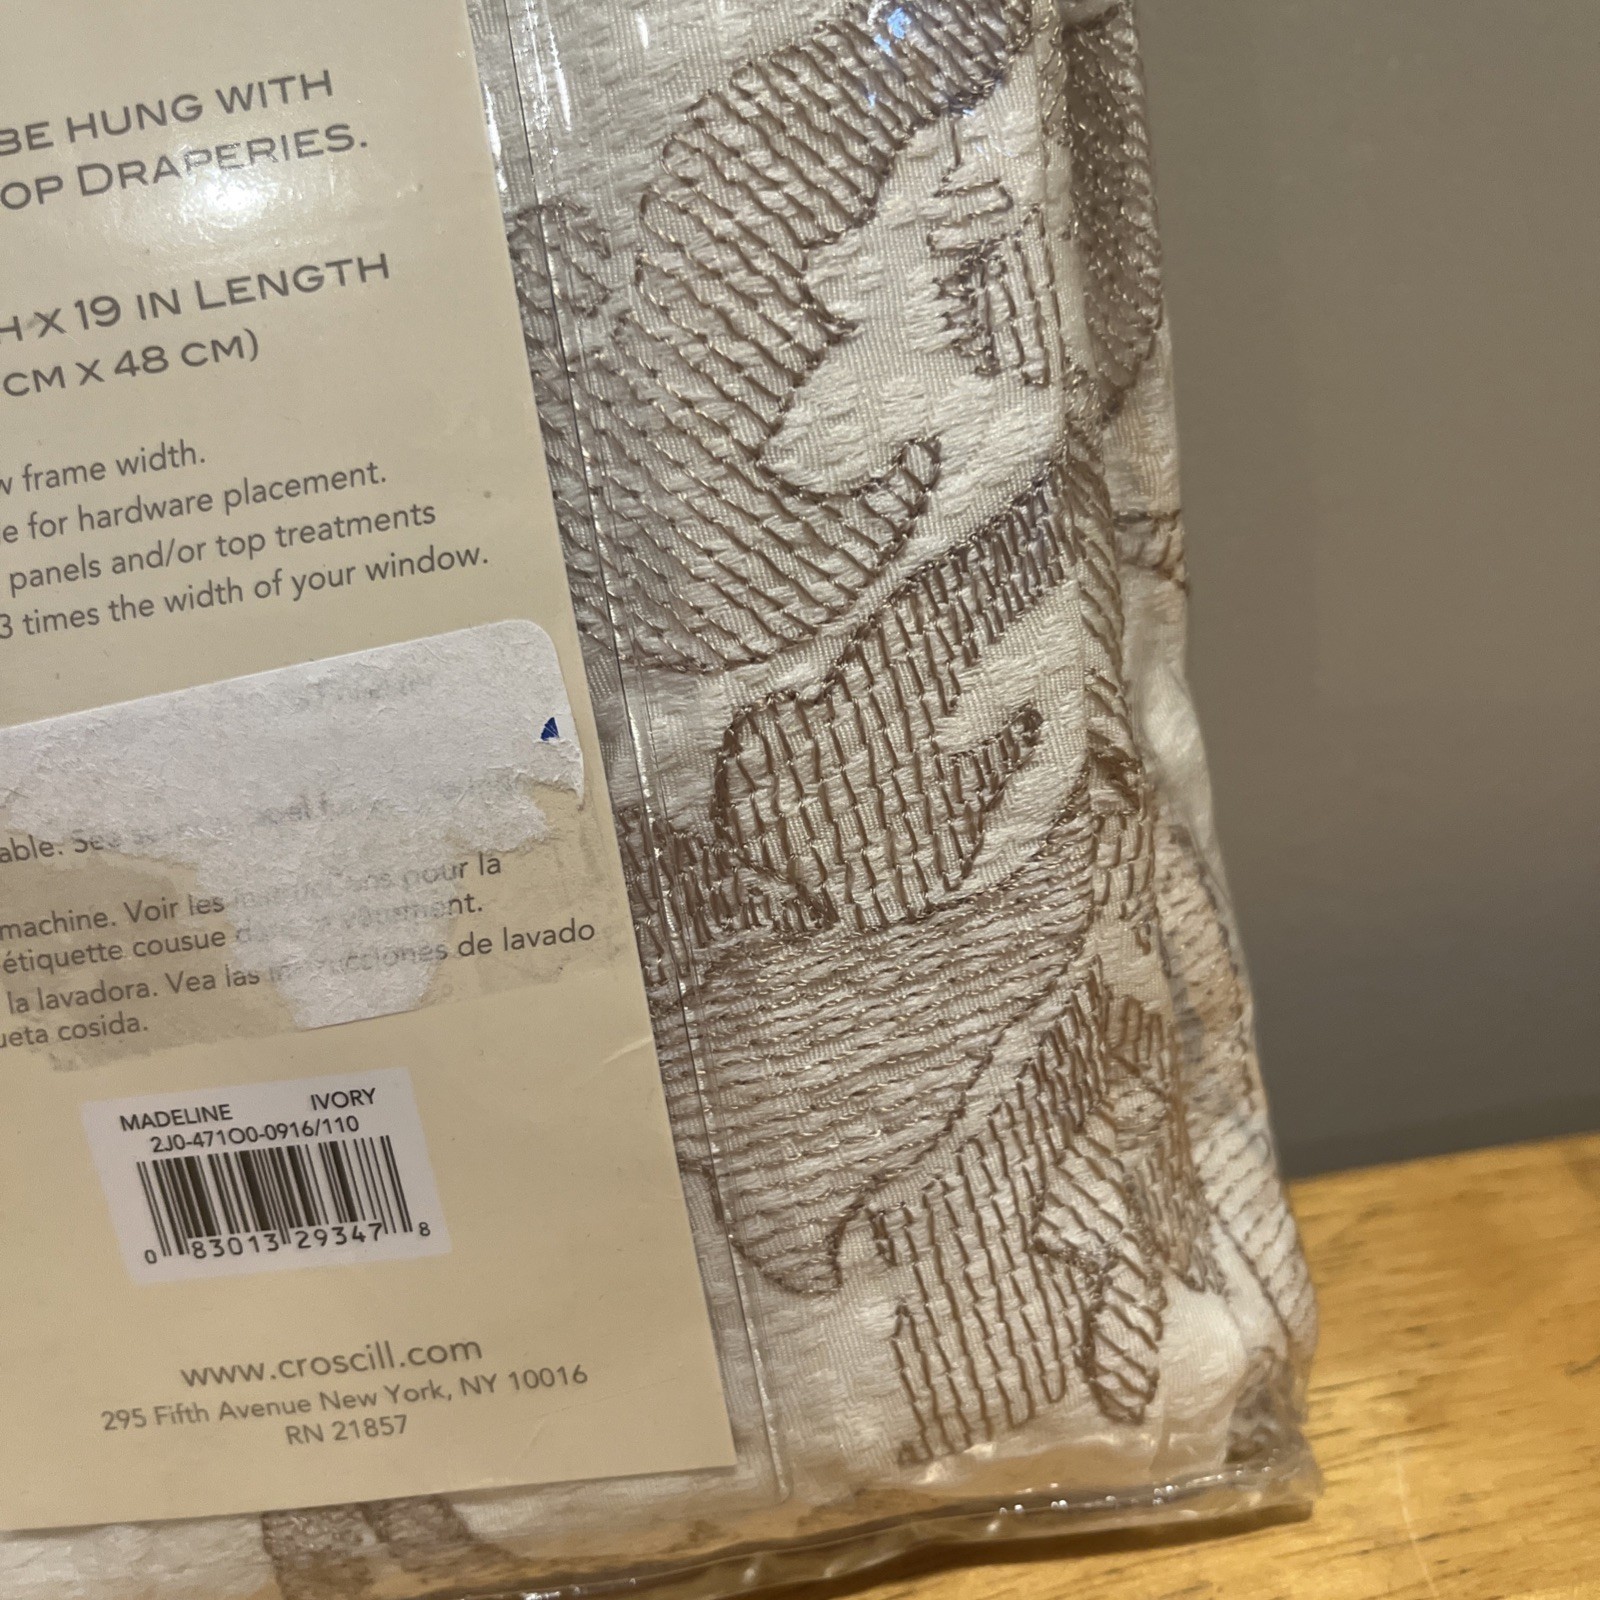 BE HUNG WITH
OP DRAPERIES.
H X 19 IN LENGTH
CM X 48 CM)
w frame width.
e for hardware placement.
panels and/or top treatments
3 times the width of your window.
able. See
machine. Voir les pour la
étiquette cousue
la lavadora. Vea las de lavado
ueta cosida.
MADELINE IVORY
2J0-471O0-0916/110
0 83013 29347 8
www.croscill.com
295 Fifth Avenue New York, NY 10016
RN 21857